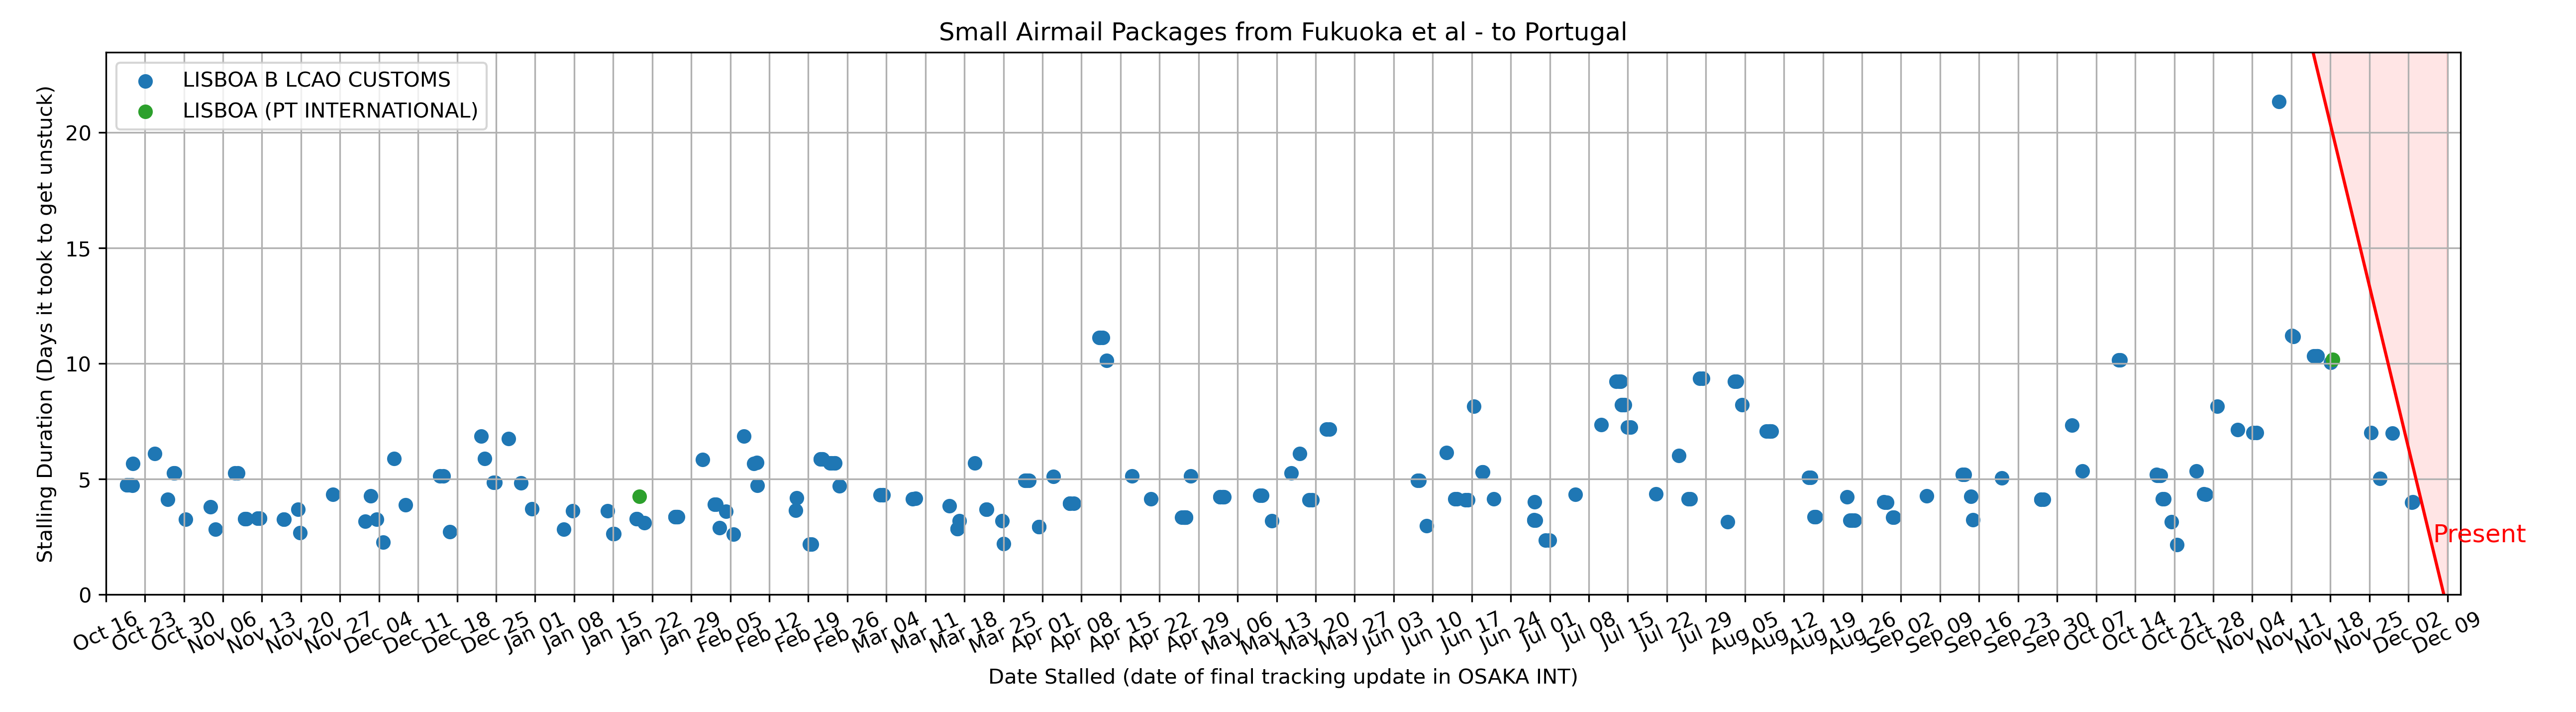 Small Airmail Packages from Fukuoka et al - to Portugal
LISBOA B LCAO CUSTOMS
LISBOA (PT INTERNATIONAL)
Stalling Duration (Days it took to get unstuck)
20
15
10
5
0
Present
Oct 16
Oct 23
Oct 30
Nov 06
Nov 13
Nov 20
Nov 27
Dec 04
Dec 11
Dec 18
Dec 25
Jan 01
Jan 08
Jan 15
Jan 22
Jan 29
Feb 05
Feb 12
Feb 19
Feb 26
Mar 04
Mar 11
Mar 18
Mar 25
Apr 01
Apr 08
Apr 15
Apr 22
Apr 29
May 06
May 13
May 20
May 27
Jun 03
Jun 10
Jun 17
Jun 24
Jul 01
Jul 08
Jul 15
Jul 22
Jul 29
Aug 05
Aug 12
Aug 19
Aug 26
Sep 02
Sep 09
Sep 16
Sep 23
Sep 30
Oct 07
Oct 14
Oct 21
Oct 28
Nov 04
Nov 11
Nov 18
Nov 25
Dec 02
Dec 09
Date Stalled (date of final tracking update in OSAKA INT)